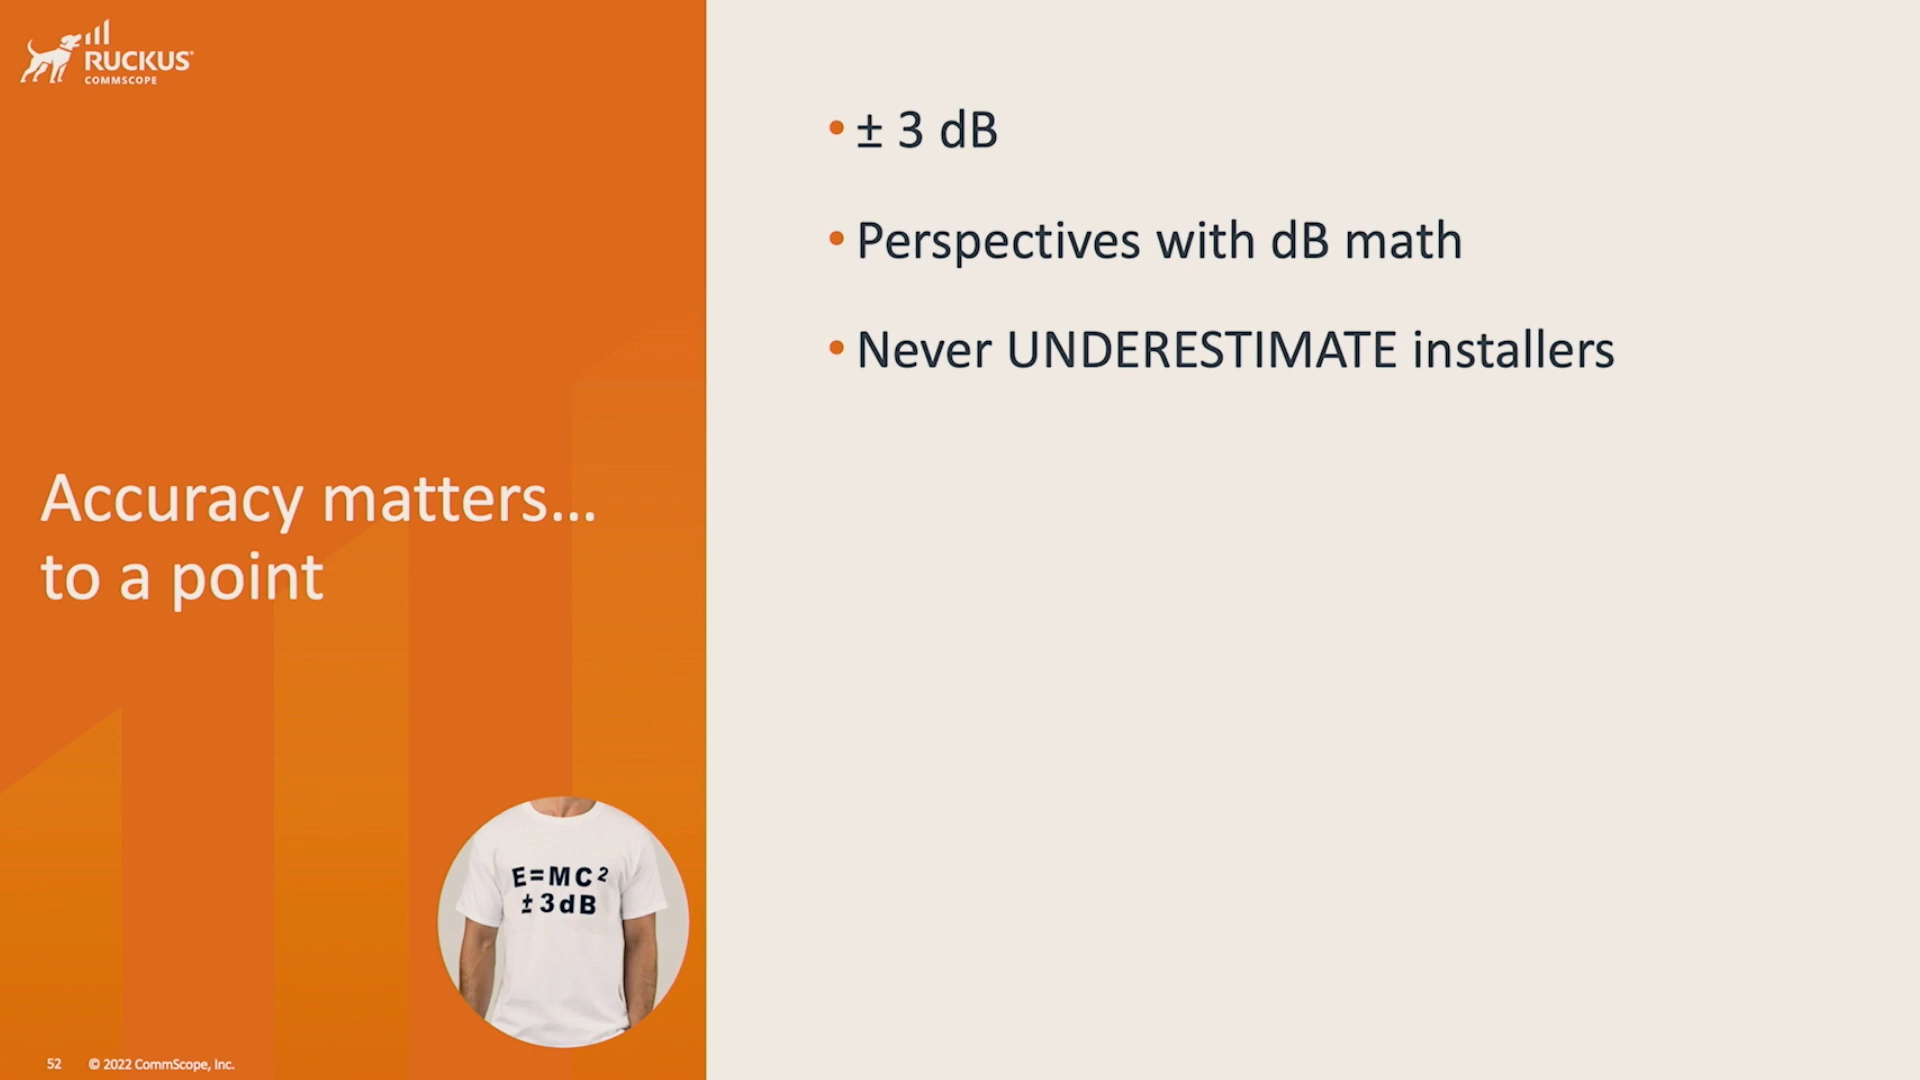 RUCKUS
COMMSCOPE
Accuracy matters...
to a point
• ± 3 dB
• Perspectives with dB math
• Never UNDERESTIMATE installers
E=MC²
±3dB
52 © 2022 CommScope, Inc.